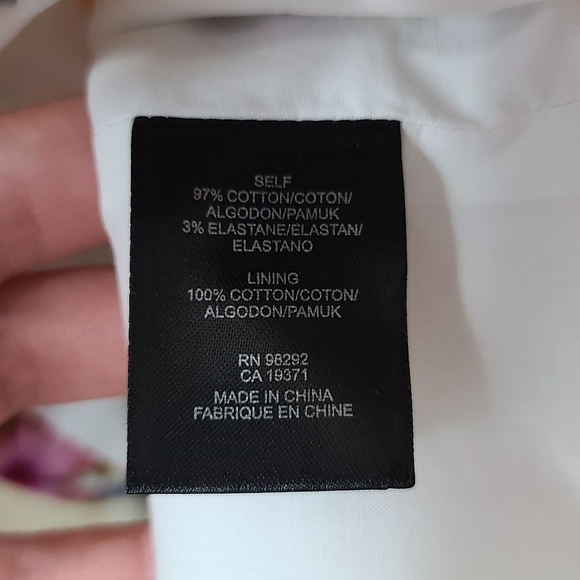 SELF
97% COTTON/COTON/
ALGODON/PAMUK
3% ELASTANE/ELASTAN/
ELASTANO
LINING
100% COTTON/COTON/
ALGODON/PAMUK
RN 98292
CA 19371
MADE IN CHINA
FABRIQUE EN CHINE